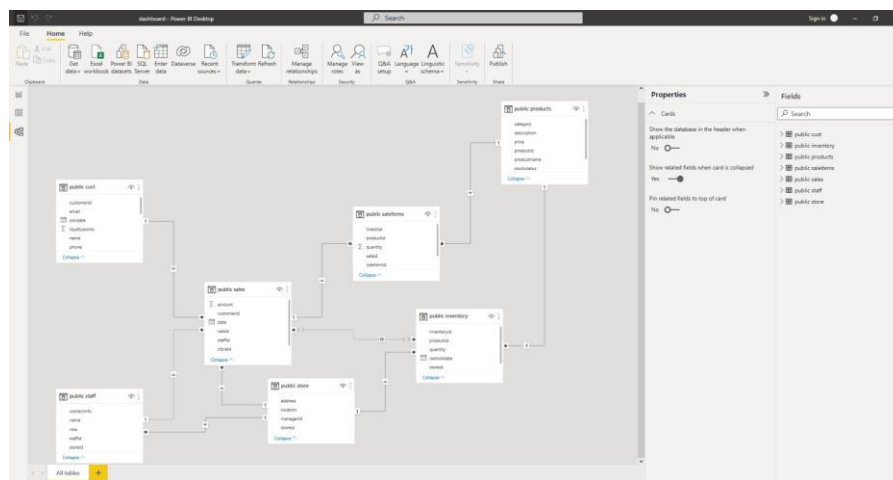 dashboard - Power BI Desktop
Search
Sign in
File Home Help
Paste
Cut
Copy
Get data
Excel workbook
Power BI datasets
SQL Server
Enter data
Dataverse
Recent sources
Transform data
Refresh
Manage relationships
Manage roles
View as
Q&A setup
Language
Linguistic schema
Sensitivity
Publish
Clipboard
Data
Queries
Relationships
Security
Q&A
Sensitivity
Share
public products
category
description
price
productid
productname
Collapse
public cust
customerid
email
loyaltypoints
name
phone
Collapse
public saleitems
productid
quantity
saleid
saleitemid
Collapse
public sales
amount
customerid
date
saleid
staffid
storeid
Collapse
public inventory
inventoryid
productid
quantity
storeid
Collapse
public staff
contactinfo
name
role
staffid
storeid
Collapse
public store
address
location
managerid
storeid
Collapse
All tables
Properties
Cards
Show the database in the header when applicable
No
Show related fields when card is collapsed
Yes
Pin related fields to top of card
No
Fields
Search
public cust
public inventory
public products
public saleitems
public sales
public staff
public store